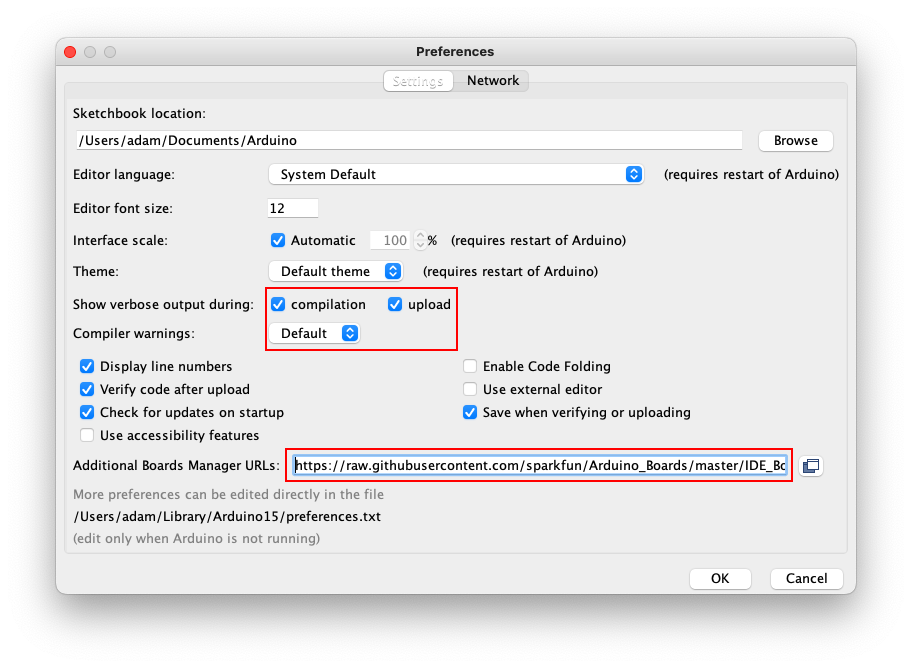 Preferences
Settings Network
Sketchbook location:
/Users/adam/Documents/Arduino Browse
Editor language: System Default (requires restart of Arduino)
Editor font size: 12
Interface scale: Automatic 100 % (requires restart of Arduino)
Theme: Default theme (requires restart of Arduino)
Show verbose output during: compilation upload
Compiler warnings: Default
Display line numbers Enable Code Folding
Verify code after upload Use external editor
Check for updates on startup Save when verifying or uploading
Use accessibility features
Additional Boards Manager URLs: https://raw.githubusercontent.com/sparkfun/Arduino_Boards/master/IDE_Bo
More preferences can be edited directly in the file
/Users/adam/Library/Arduino15/preferences.txt
(edit only when Arduino is not running)
OK Cancel